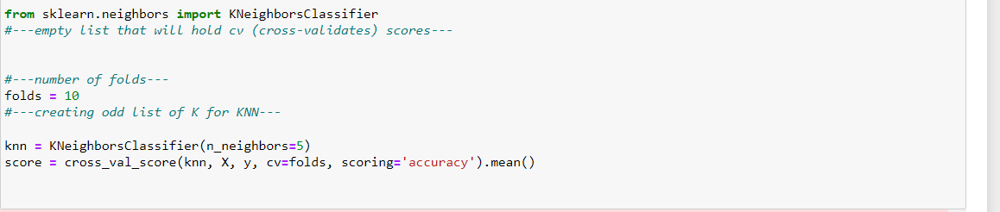 from sklearn.neighbors import KNeighborsClassifier
#---empty list that will hold cv (cross-validates) scores---
#---number of folds---
folds = 10
#---creating odd list of K for KNN---
knn = KNeighborsClassifier(n_neighbors=5)
score = cross_val_score(knn, X, y, cv=folds, scoring='accuracy').mean()